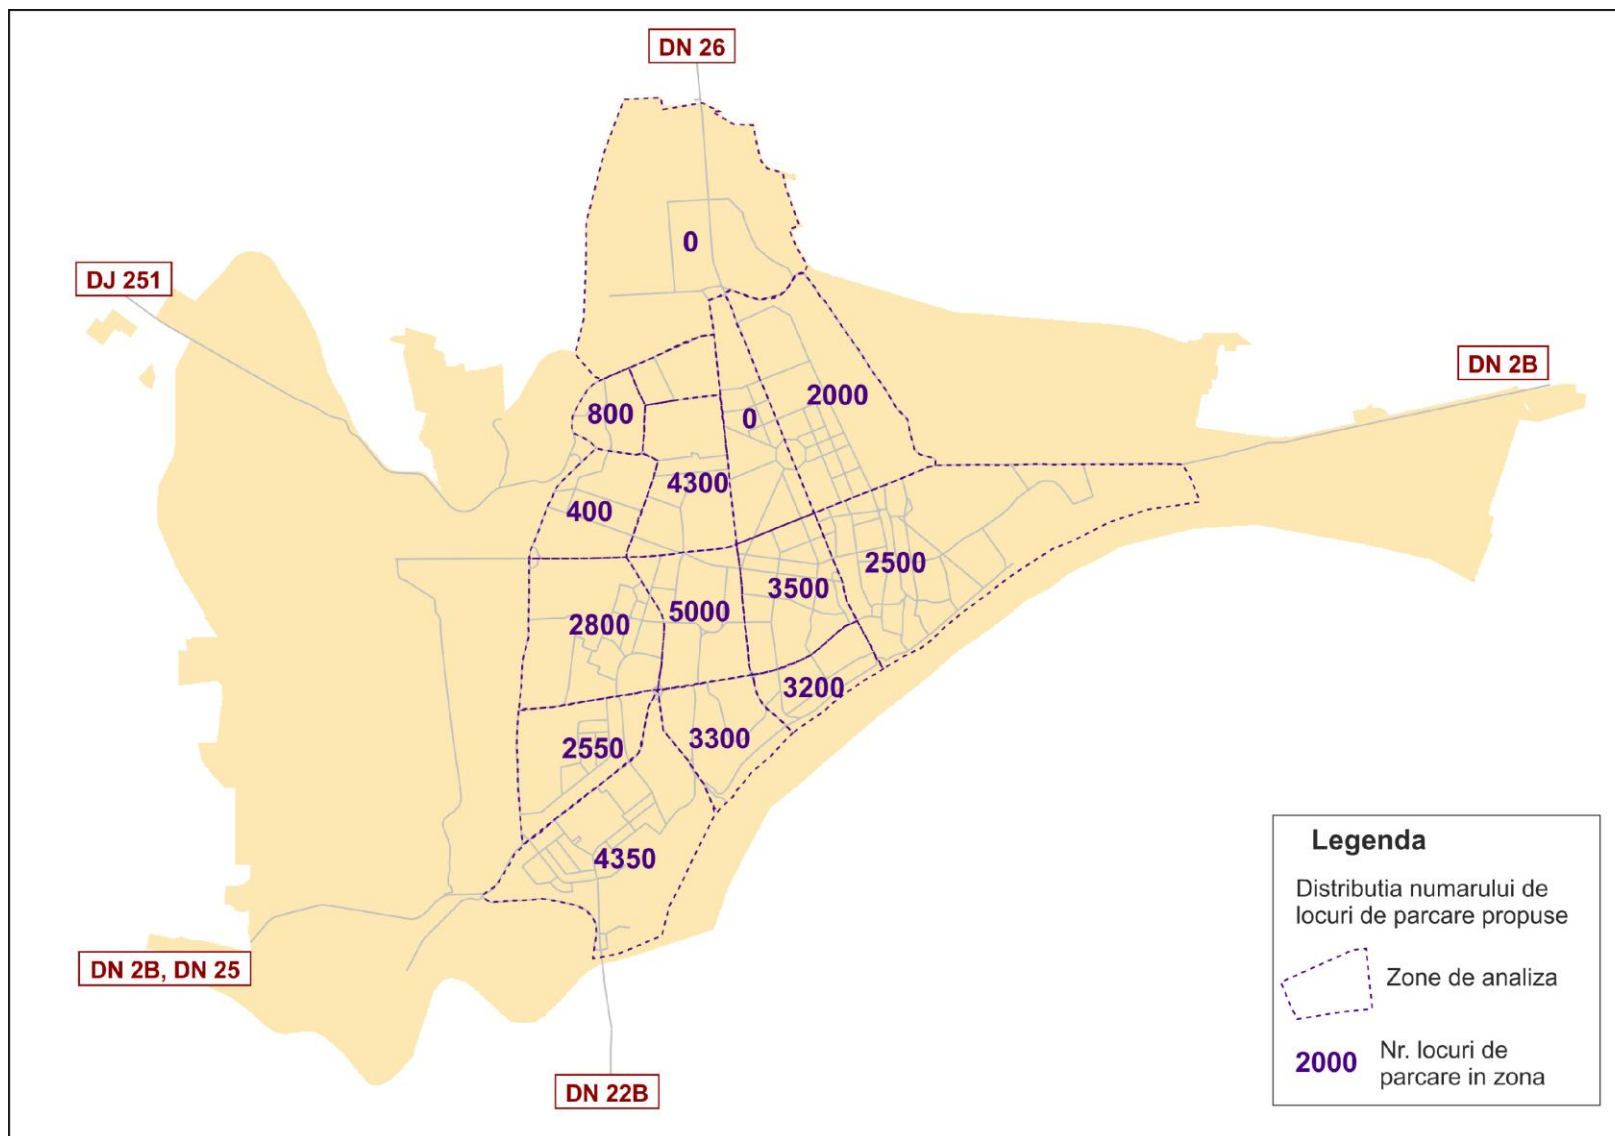 DN 26
0
DJ 251
DN 2B
2000
800
0
4300
400
2500
3500
5000
2800
3200
3300
2550
4350
DN 2B, DN 25
DN 22B
Legenda
Distributia numarului de
locuri de parcare propuse
Zone de analiza
2000
Nr. locuri de
parcare in zona